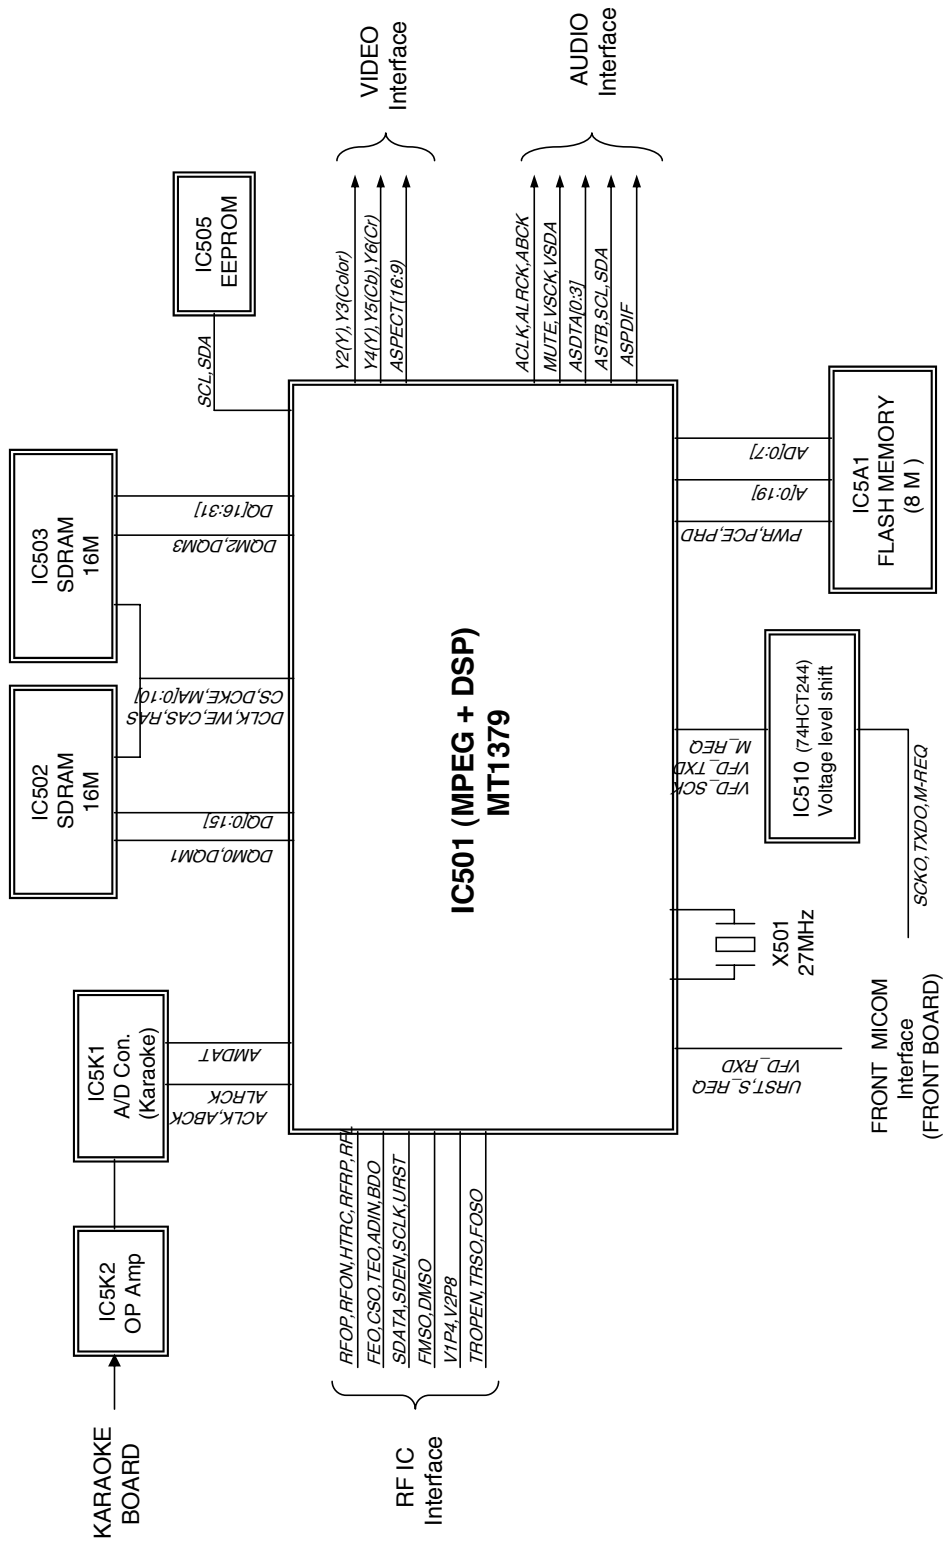 KARAOKE
BOARD
IC5K2
OP Amp
IC5K1
A/D Con.
(Karaoke)
ACLK,ABCK
ALRCK
AMDAT
IC502
SDRAM
16M
DQM0,DQM1
DQ[0:15]
DCLK,WE,CAS,RAS
CS,DCKE,MA[0:10]
IC503
SDRAM
16M
DQM2,DQM3
DQ[16:31]
IC505
EEPROM
SCL,SDA
RF IC
Interface
RFOP,RFON,HTRC,RFRP,RFL
FEO,CSO,TEO,ADIN,BDO
SDATA,SDEN,SCLK,URST
FMSO,DMSO
V1P4,V2P8
TROPEN,TRSO,FOSO
IC501 (MPEG + DSP)
MT1379
Y2(Y),Y3(Color)
Y4(Y),Y5(Cb),Y6(Cr)
ASPECT(16:9)
VIDEO
Interface
ACLK,ALRCK,ABCK
MUTE,VSCK,VSDA
ASDTA[0:3]
ASTB,SCL,SDA
ASPDIF
AUDIO
Interface
URST,S_REQ
VFD_RXD
FRONT MICOM
Interface
(FRONT BOARD)
X501
27MHz
VFD_SCK
VFD_TXD
M_REQ
IC510 (74HCT244)
Voltage level shift
SCKO,TXDO,M-REQ
PWR,PCE,PRD
A[0:19]
AD[0:7]
IC5A1
FLASH MEMORY
(8 M )